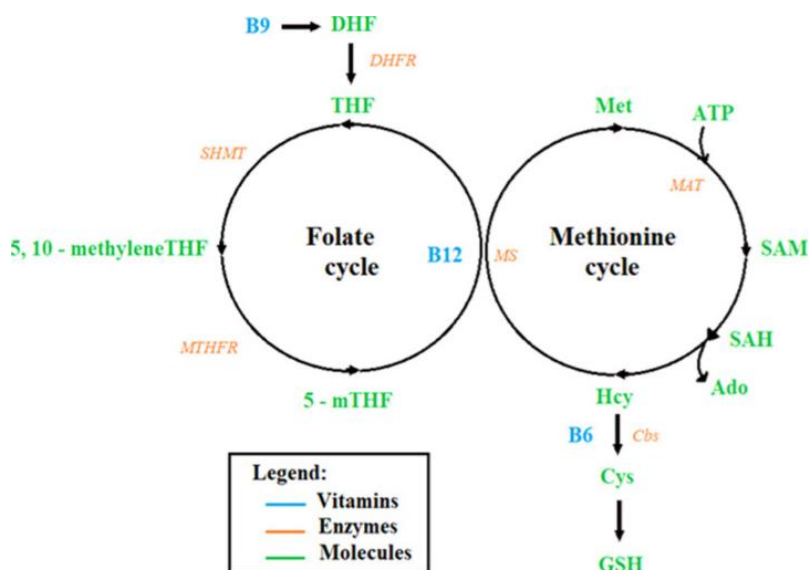 B9
DHF
DHFR
THF
Met
ATP
SHMT
MAT
5, 10 - methyleneTHF
Folate
cycle
B12
MS
Methionine
cycle
SAM
MTHFR
SAH
Ado
5 - mTHF
Hcy
B6
Cbs
Cys
GSH
Legend:
Vitamins
Enzymes
Molecules